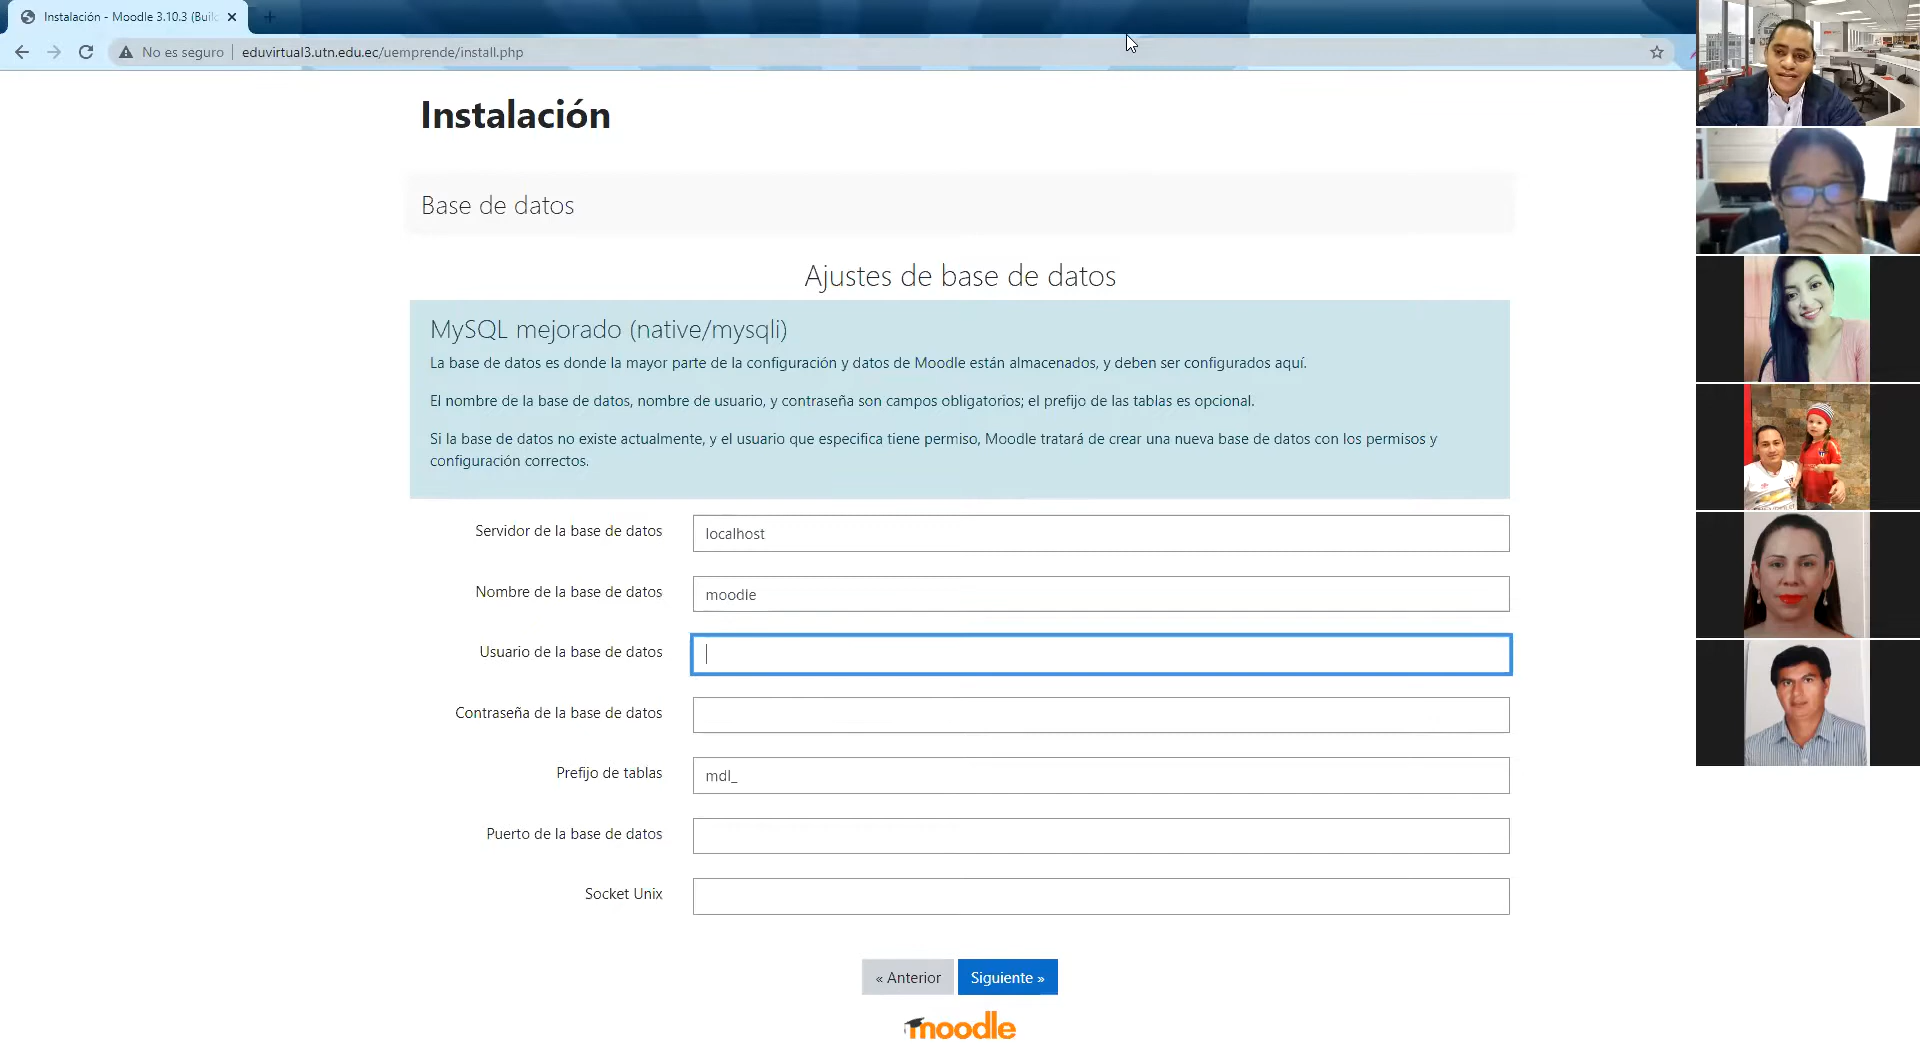 Instalación - Moodle 3.10.3 (Buil
No es seguro
eduvirtual3.utn.edu.ec/uemprende/install.php
Instalación
Base de datos
Ajustes de base de datos
MySQL mejorado (native/mysqli)
La base de datos es donde la mayor parte de la configuración y datos de Moodle están almacenados, y deben ser configurados aquí.
El nombre de la base de datos, nombre de usuario, y contraseña son campos obligatorios; el prefijo de las tablas es opcional.
Si la base de datos no existe actualmente, y el usuario que especifica tiene permiso, Moodle tratará de crear una nueva base de datos con los permisos y
configuración correctos.
Servidor de la base de datos
localhost
Nombre de la base de datos
moodle
Usuario de la base de datos
Contraseña de la base de datos
Prefijo de tablas
mdl_
Puerto de la base de datos
Socket Unix
« Anterior
Siguiente »
moodle